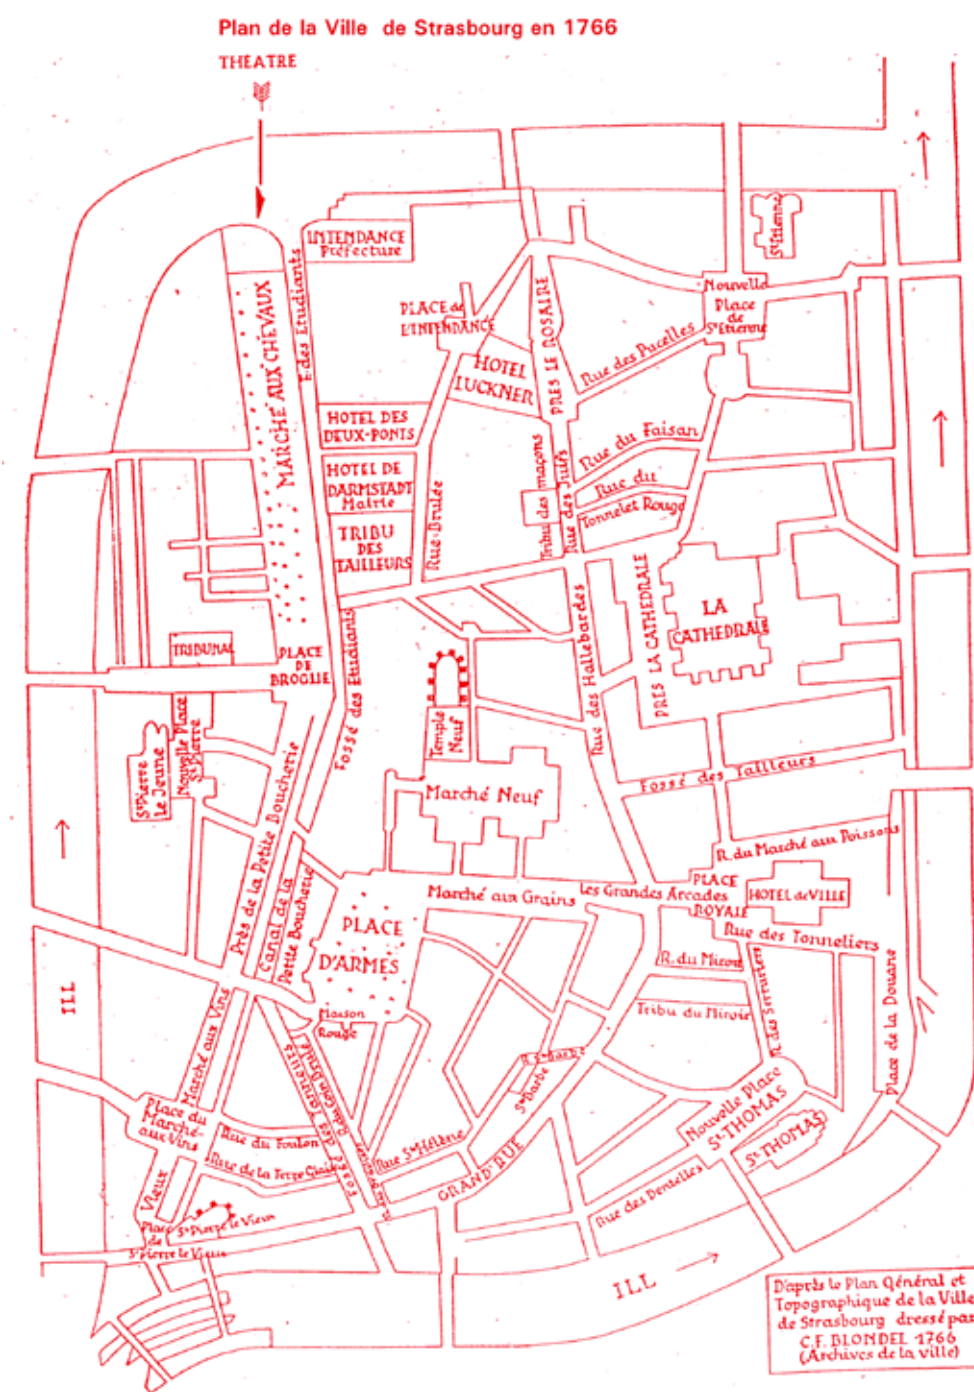 Plan de la Ville de Strasbourg en 1766
THÉATRE
INTENDANCE
Préfecture
F. des Etudiants
MARCHÉ AUX CHEVAUX
St Etienne
Nouvelle
Place
de
St Etienne
PLACE de
L'INTENDANCE
PRES LE ROSAIRE
HOTEL
LUCKNER
Rue des Pucelles
HOTEL DES
DEUX-PONTS
HOTEL DE
DARMSTADT
Mairie
TRIBU
DES
TAILLEURS
Rue Brulée
Tribu des maçons
Rue des Juifs
Rue du Faisan
Rue du
Tonnelet Rouge
LA
CATHEDRALE
PRES LA CATHEDRALE
Rue des Hallebardes
TRIBUNAL
PLACE
DE
BROGLIE
Fossé des Etudiants
Temple
Neuf
Nouvelle Place
St Pierre
St Pierre
Le Jeune
Marché Neuf
Fossé des Tailleurs
Près de la Petite Boucherie
Canal de la
Petite Boucherie
R. du Marché aux Poissons
PLACE
ROYALE
HOTEL de VILLE
Marché aux Grains
les Grandes Arcades
PLACE
D'ARMES
Rue des Tonneliers
R. du Miroir
Tribu du Miroir
R. des Serruriers
Place de la Douane
ILL
Maison
Rouge
Marché aux Vins
Place du
Marché-
aux Vins
Vieux
Rue du Foulon
Fossé des Tanneurs
R. Ste Barbe
Ste Barbe
Rue Ste Hélène
GRAND'RUE
Nouvelle Place
St THOMAS
St THOMAS
Rue des Dentelles
Place
de
St Pierre le Vieux
St Pierre le Vieux
ILL
D'après le Plan Général et
Topographique de la Ville
de Strasbourg dressé par
C.F. BLONDEL 1766
(Archives de la ville)